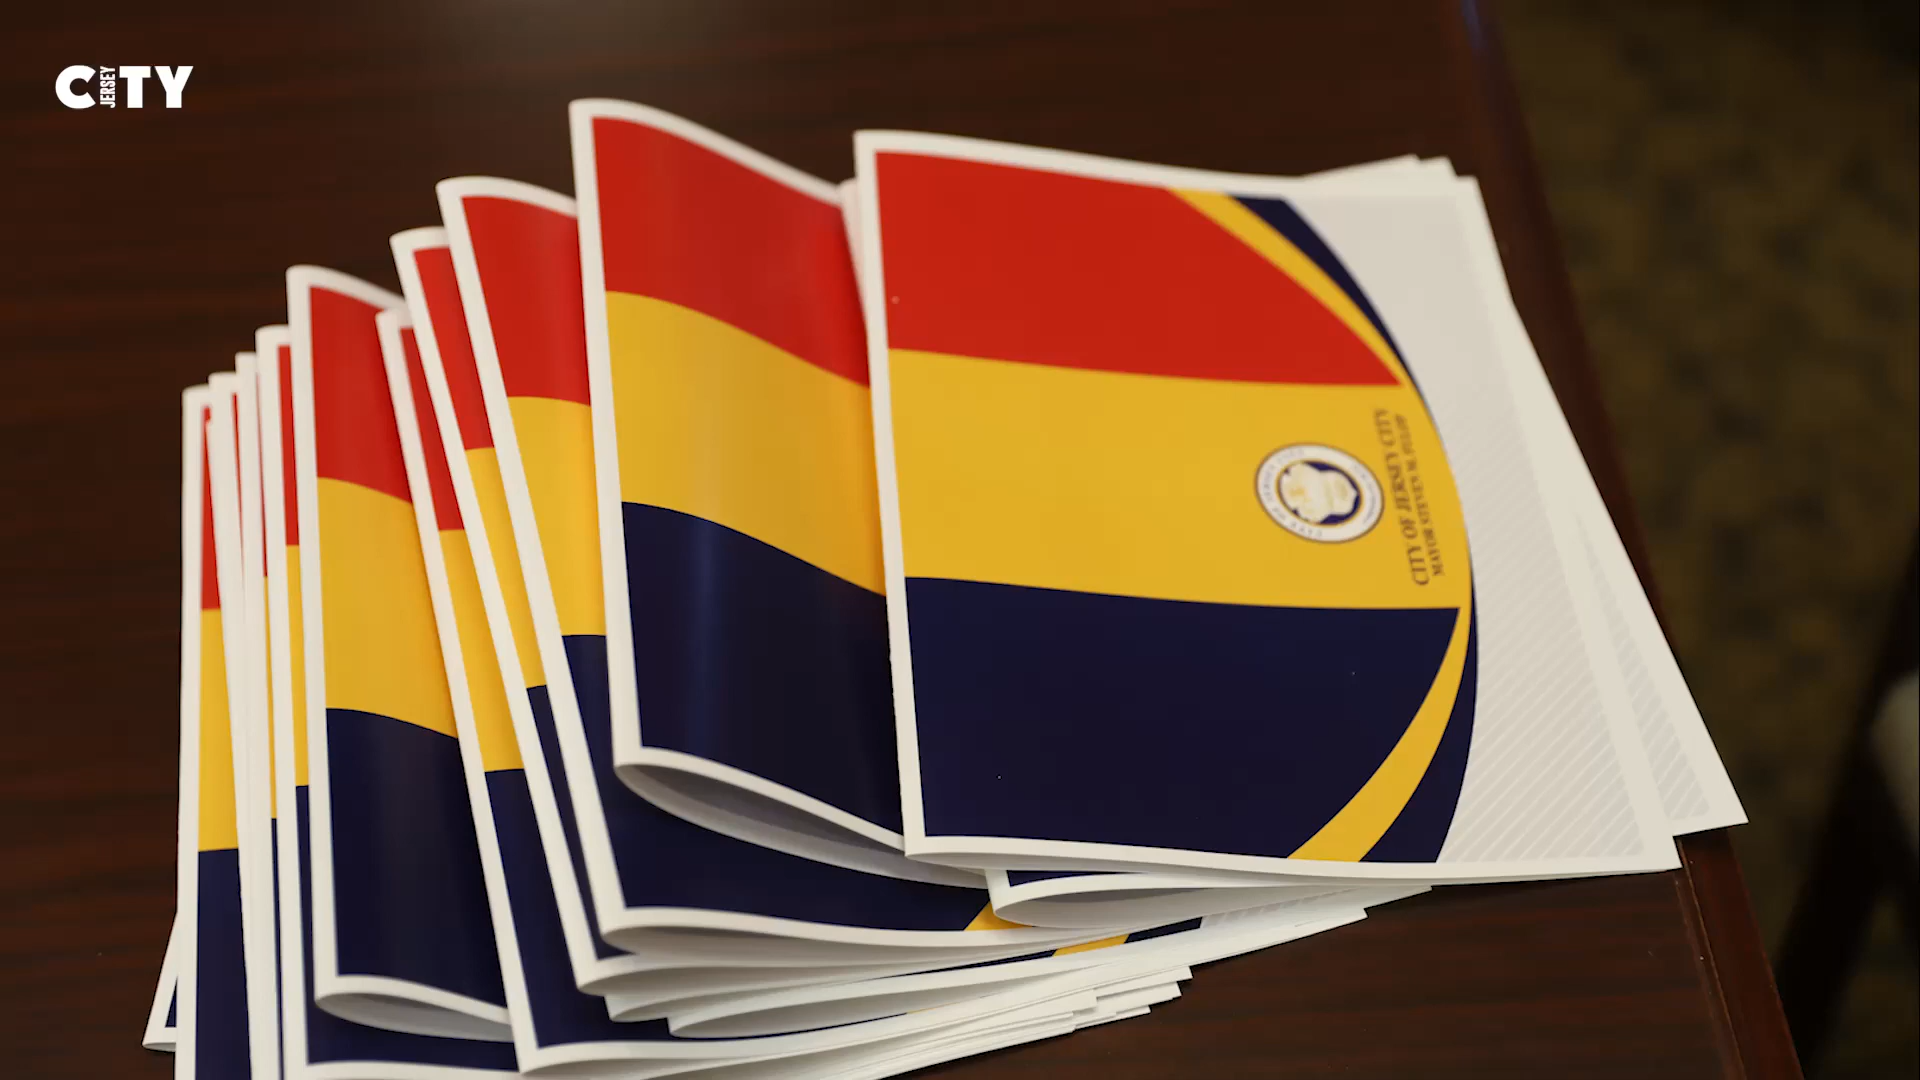 CITY
JERSEY
CITY OF JERSEY CITY
MAYOR STEVEN M. FULOP